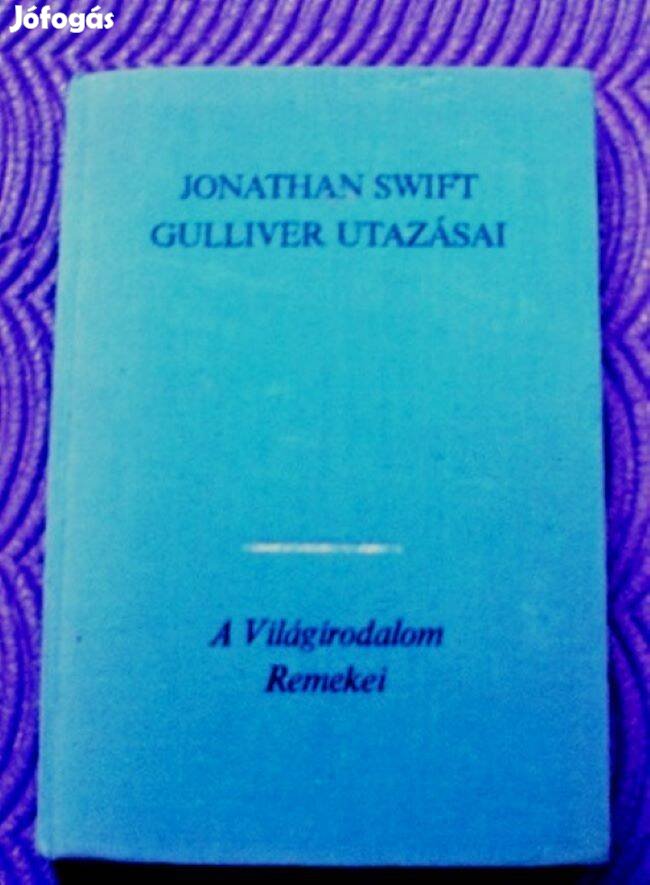 Jófogás
JONATHAN SWIFT
GULLIVER UTAZÁSAI
A Világirodalom
Remekei